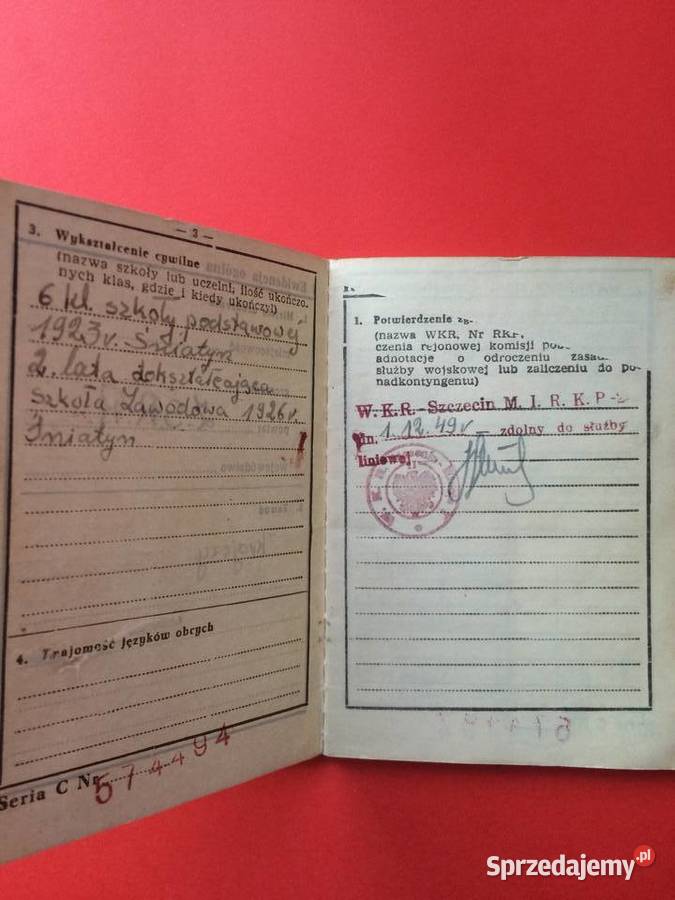 — 3 —
3. Wykształcenie cywilne
(nazwa szkoły lub uczelni, ilość ukończo.
nych klas, gdzie i kiedy ukończył)
6 kl. szkoły podstawowej
1923 r. Śniatyn
2. lata dokształcająca
szkoła Zawodowa 1926 r.
Śniatyn
4. Znajomość języków obcych
Seria C Nr. 574494
1. Potwierdzenie
(nazwa WKR, Nr RKP,
czenia rejonowej komisji
adnotacje o odroczeniu
służby wojskowej lub zaliczeniu do po-
nadkontyngentu)
W. K. R. Szczecin M. I. R. K. P-2
dn. 1. 12. 49 r — zdolny do służby
liniowej
Sprzedajemy.pl